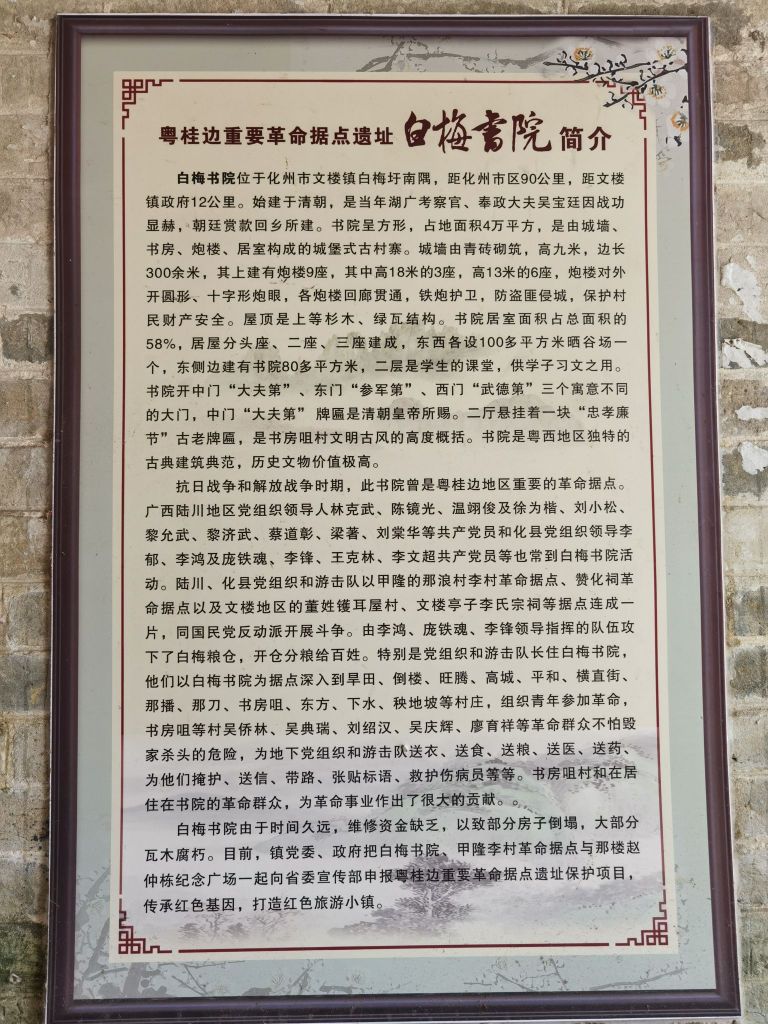 粤桂边重要革命据点遗址 白梅书院 简介
白梅书院位于化州市文楼镇白梅圩南隅，距化州市区90公里，距文楼
镇政府12公里。始建于清朝，是当年湖广考察官、奉政大夫吴宝廷因战功
显赫，朝廷赏款回乡所建。书院呈方形，占地面积4万平方，是由城墙、
书房、炮楼、居室构成的城堡式古村寨。城墙由青砖砌筑，高九米，边长
300余米，其上建有炮楼9座，其中高18米的3座，高13米的6座，炮楼对外
开圆形、十字形炮眼，各炮楼回廊贯通，铁炮护卫，防盗匪侵城，保护村
民财产安全。屋顶是上等杉木、绿瓦结构。书院居室面积占总面积的
58%，居屋分头座、二座、三座建成，东西各设100多平方米晒谷场一
个，东侧边建有书院80多平方米，二层是学生的课堂，供学子习文之用。
书院开中门“大夫第”、东门“参军第”、西门“武德第”三个寓意不同
的大门，中门“大夫第” 牌匾是清朝皇帝所赐。二厅悬挂着一块“忠孝廉
节”古老牌匾，是书房咀村文明古风的高度概括。书院是粤西地区独特的
古典建筑典范，历史文物价值极高。
抗日战争和解放战争时期，此书院曾是粤桂边地区重要的革命据点。
广西陆川地区党组织领导人林克武、陈镜光、温翊俊及徐为楷、刘小松、
黎允武、黎济武、蔡道彰、梁著、刘棠华等共产党员和化县党组织领导李
郁、李鸿及庞铁魂、李锋、王克林、李文超共产党员等也常到白梅书院活
动。陆川、化县党组织和游击队以甲隆的那浪村李村革命据点、赞化祠革
命据点以及文楼地区的董姓镬耳屋村、文楼亭子李氏宗祠等据点连成一
片，同国民党反动派开展斗争。由李鸿、庞铁魂、李锋领导指挥的队伍攻
下了白梅粮仓，开仓分粮给百姓。特别是党组织和游击队长住白梅书院，
他们以白梅书院为据点深入到旱田、倒楼、旺腾、高城、平和、横直街、
那播、那刀、书房咀、东方、下水、秧地坡等村庄，组织青年参加革命，
书房咀等村吴侨林、吴典瑞、刘绍汉、吴庆辉、廖育祥等革命群众不怕毁
家杀头的危险，为地下党组织和游击队送衣、送食、送粮、送医、送药、
为他们掩护、送信、带路、张贴标语、救护伤病员等等。书房咀村和在居
住在书院的革命群众，为革命事业作出了很大的贡献。。
白梅书院由于时间久远，维修资金缺乏，以致部分房子倒塌，大部分
瓦木腐朽。目前，镇党委、政府把白梅书院、甲隆李村革命据点与那楼赵
仲栋纪念广场一起向省委宣传部申报粤桂边重要革命据点遗址保护项目，
传承红色基因，打造红色旅游小镇。